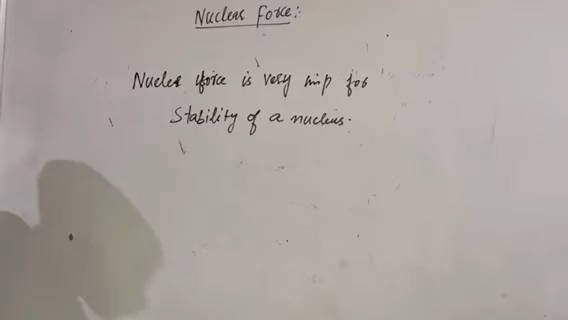 Nuclear Force:-
Nuclear force is very imp for
Stability of a nucleus.